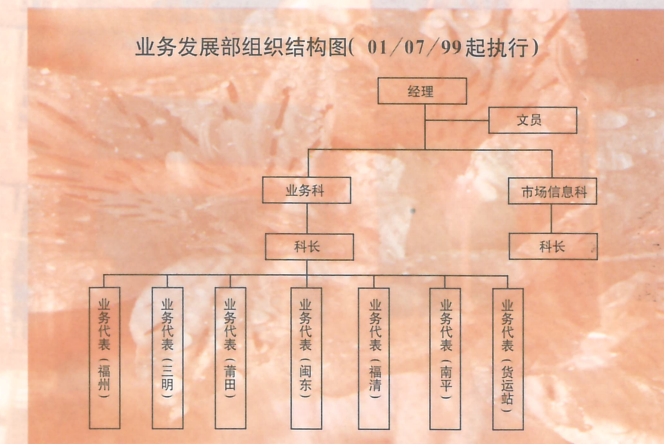 业务发展部组织结构图( 01/07/99起执行)
经理
文员
业务科
市场信息科
科长
科长
业务代表(福州)
业务代表(三明)
业务代表(莆田)
业务代表(闽东)
业务代表(福清)
业务代表(南平)
业务代表(货运站)